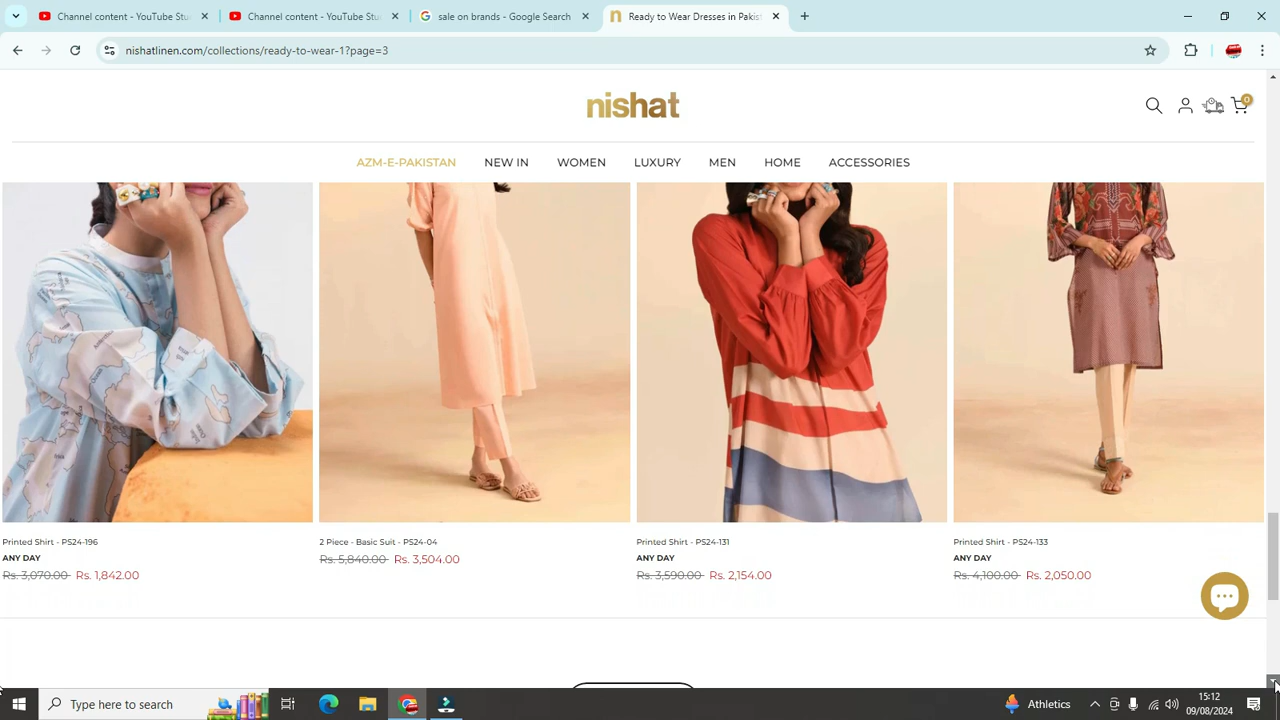 Channel content - YouTube Stu
Channel content - YouTube Stu
sale on brands - Google Search
Ready to Wear Dresses in Pakist
nishatlinen.com/collections/ready-to-wear-1?page=3
nishat
0
AZM-E-PAKISTAN
NEW IN
WOMEN
LUXURY
MEN
HOME
ACCESSORIES
Printed Shirt - PS24-196
ANY DAY
Rs. 3,070.00 Rs. 1,842.00
2 Piece - Basic Suit - PS24-04
Rs. 5,840.00 Rs. 3,504.00
Printed Shirt - PS24-131
ANY DAY
Rs. 3,590.00 Rs. 2,154.00
Printed Shirt - PS24-133
ANY DAY
Rs. 4,100.00 Rs. 2,050.00
Type here to search
Athletics
15:12
09/08/2024